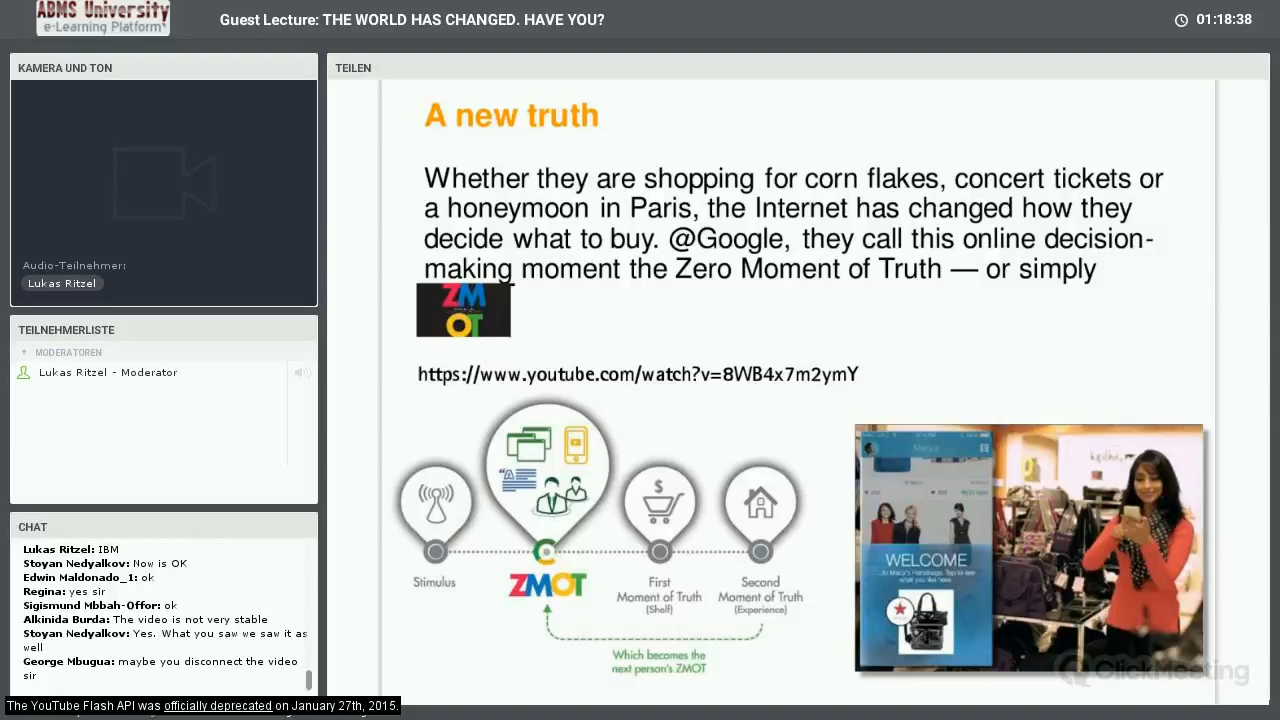 ABMS University
e-Learning Platform
Guest Lecture: THE WORLD HAS CHANGED. HAVE YOU?
01:18:38
KAMERA UND TON
Audio-Teilnehmer:
Lukas Ritzel
TEILNEHMERLISTE
MODERATOREN
Lukas Ritzel - Moderator
CHAT
Lukas Ritzel: IBM
Stoyan Nedyalkov: Now is OK
Edwin Maldonado_1: ok
Regina: yes sir
Sigismund Mbbah-Offor: ok
Alkinida Burda: The video is not very stable
Stoyan Nedyalkov: Yes. What you saw we saw it as
well
George Mbugua: maybe you disconnect the video
sir
The YouTube Flash API was officially deprecated on January 27th, 2015.
TEILEN
A new truth
Whether they are shopping for corn flakes, concert tickets or
a honeymoon in Paris, the Internet has changed how they
decide what to buy. @Google, they call this online decision-
making moment the Zero Moment of Truth — or simply
ZM
OT
https://www.youtube.com/watch?v=8WB4x7m2ymY
"A
$
Stimulus
ZMOT
First
Moment of Truth
(Shelf)
Second
Moment of Truth
(Experience)
Which becomes the
next person's ZMOT
WELCOME
ClickMeeting